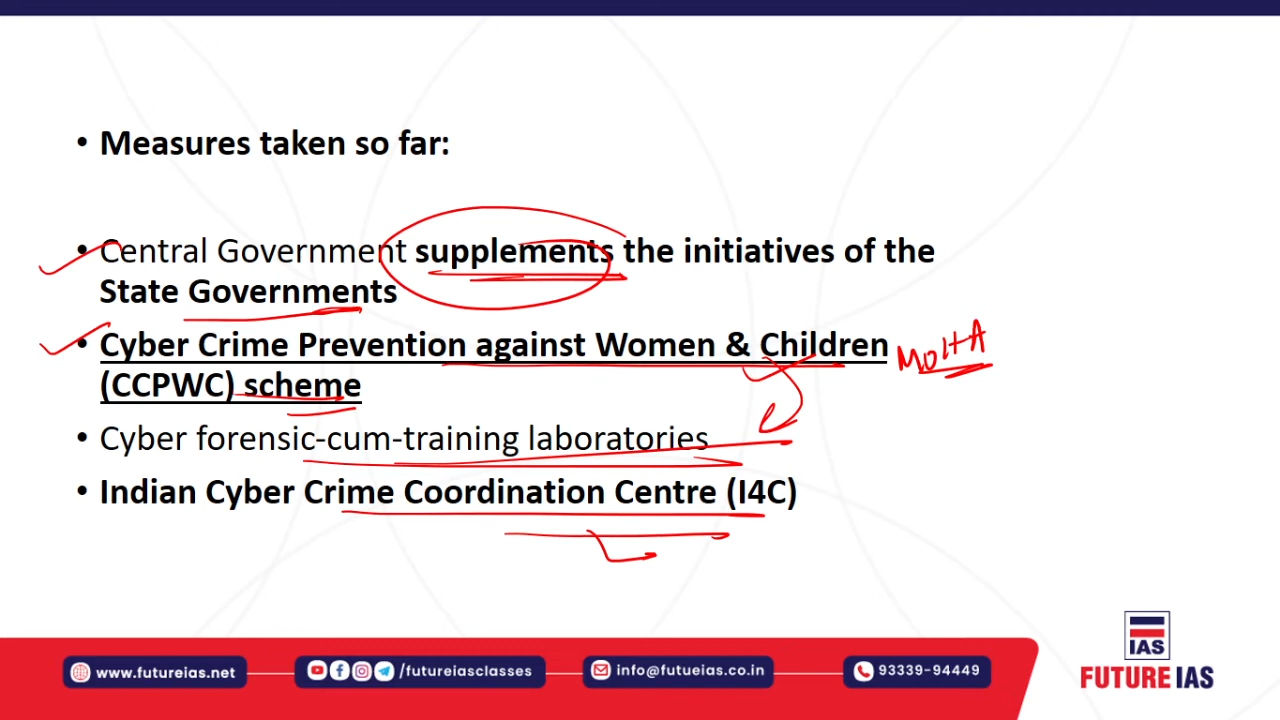 • Measures taken so far:
• Central Government supplements the initiatives of the
State Governments
• Cyber Crime Prevention against Women & Children
MoHA
(CCPWC) scheme
• Cyber forensic-cum-training laboratories
• Indian Cyber Crime Coordination Centre (I4C)
IAS
www.futureias.net
/futureiasclasses
info@futueias.co.in
93339-94449
FUTURE IAS